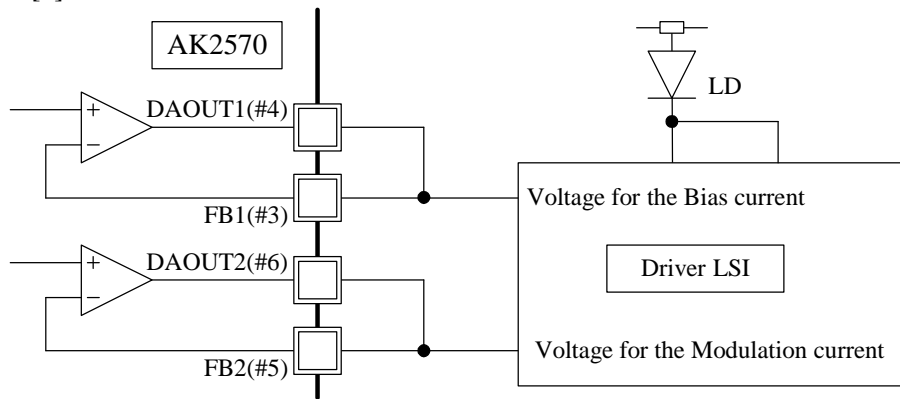 AK2570
LD
+
DAOUT1(#4)
−
FB1(#3)
Voltage for the Bias current
+
DAOUT2(#6)
Driver LSI
−
FB2(#5)
Voltage for the Modulation current